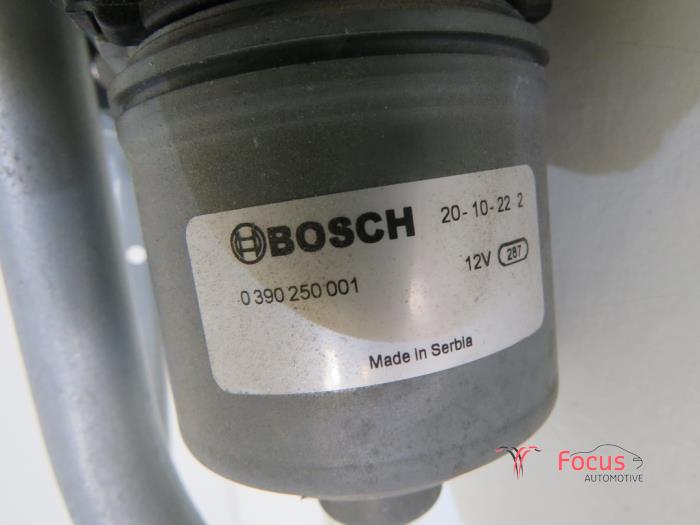 BOSCH 20-10-22 2
0 390 250 001 12V 287
Made in Serbia
Focus
AUTOMOTIVE